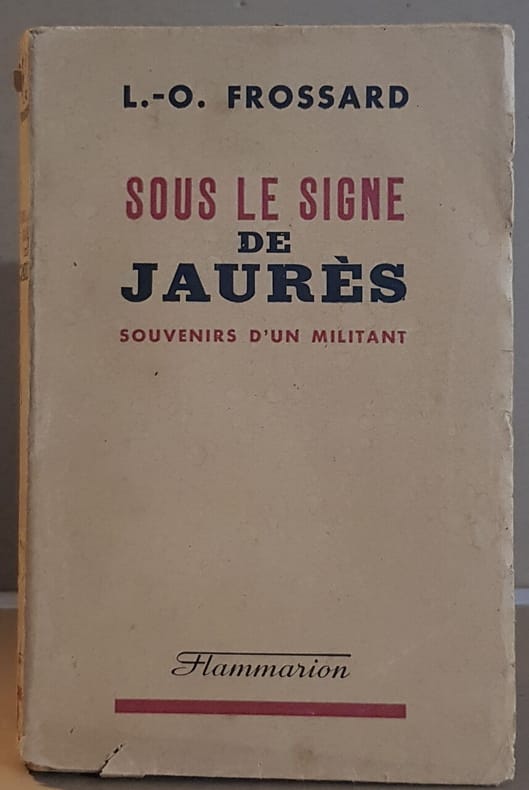 L.-O. FROSSARD
SOUS LE SIGNE
DE
JAURÈS
SOUVENIRS D'UN MILITANT
Flammarion